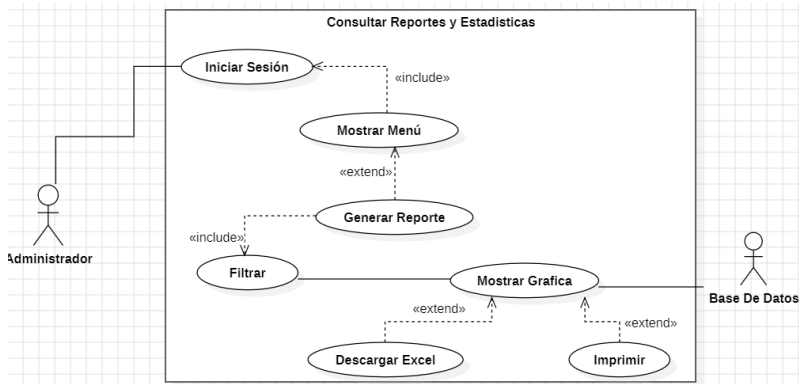 Consultar Reportes y Estadisticas
Iniciar Sesión
«include»
Mostrar Menú
«extend»
Generar Reporte
«include»
Administrador
Filtrar
Mostrar Grafica
Base De Datos
«extend»
«extend»
Descargar Excel
Imprimir